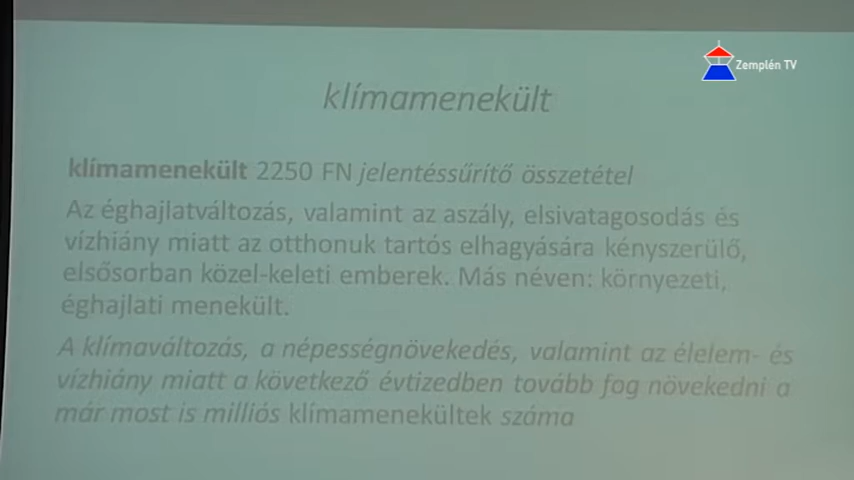 Zemplén TV
klímamenekült
klímamenekült 2250 FN jelentéssűrítő összetétel
Az éghajlatváltozás, valamint az aszály, elsivatagosodás és
vízhiány miatt az otthonuk tartós elhagyására kényszerülő,
elsősorban közel-keleti emberek. Más néven: környezeti,
éghajlati menekült.
A klímaváltozás, a népességnövekedés, valamint az élelem- és
vízhiány miatt a következő évtizedben tovább fog növekedni a
már most is milliós klímamenekültek száma